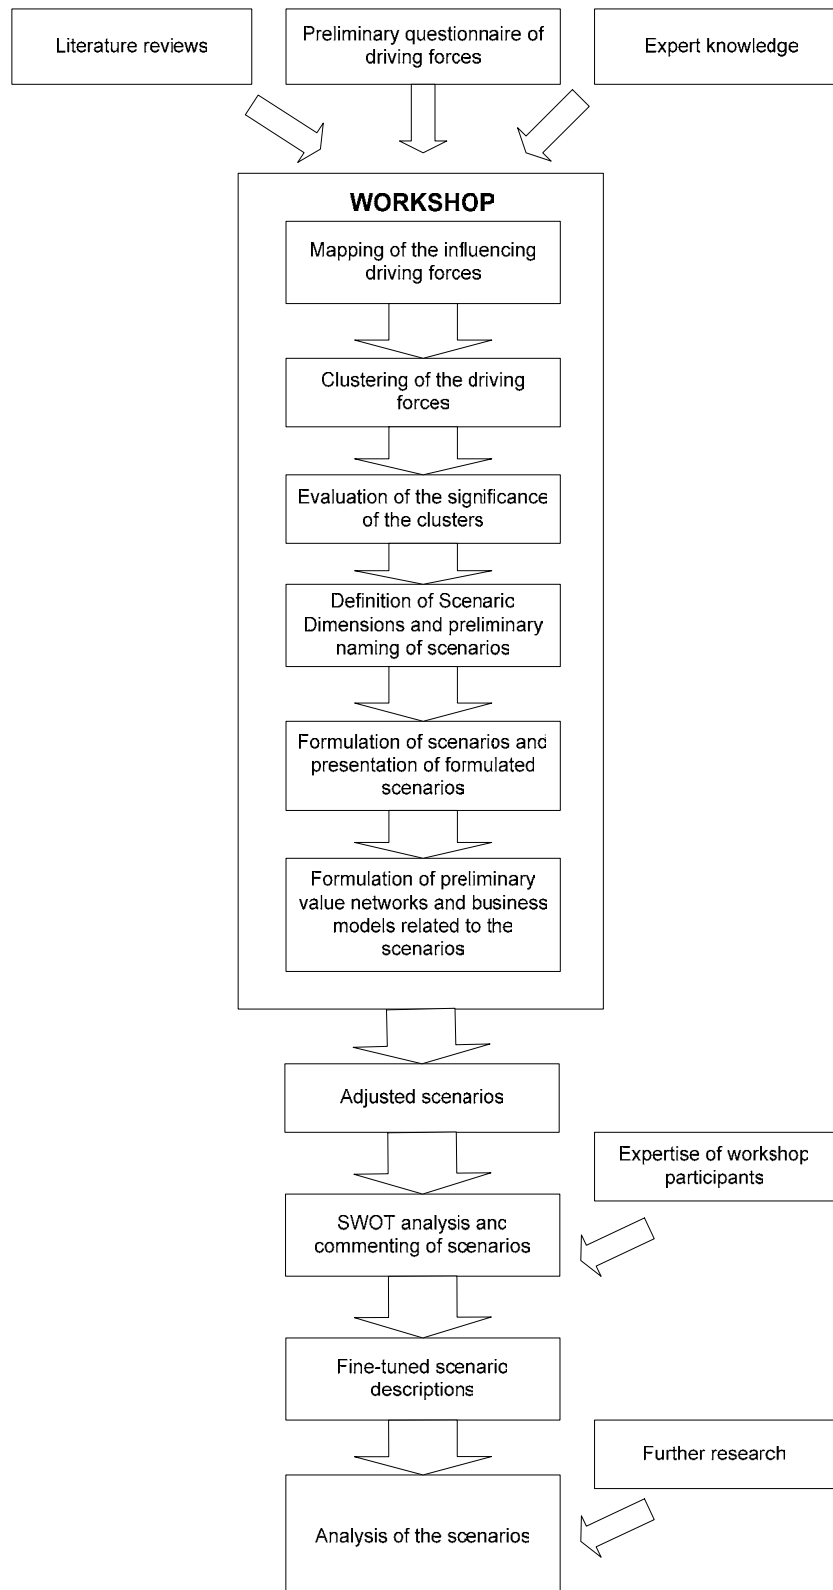 Literature reviews
Preliminary questionnaire of
driving forces
Expert knowledge
WORKSHOP
Mapping of the influencing
driving forces
Clustering of the driving
forces
Evaluation of the significance
of the clusters
Definition of Scenaric
Dimensions and preliminary
naming of scenarios
Formulation of scenarios and
presentation of formulated
scenarios
Formulation of preliminary
value networks and business
models related to the
scenarios
Adjusted scenarios
Expertise of workshop
participants
SWOT analysis and
commenting of scenarios
Fine-tuned scenario
descriptions
Further research
Analysis of the scenarios